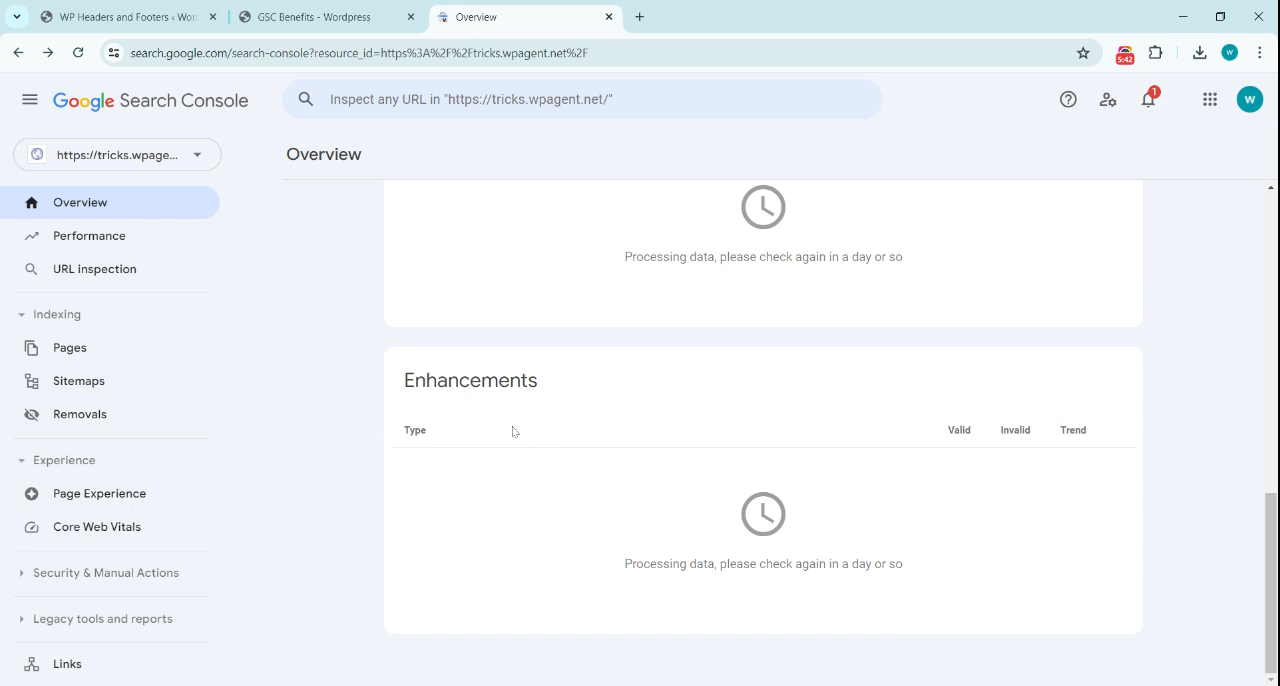 WP Headers and Footers ‹ Wor
GSC Benefits - Wordpress
Overview
search.google.com/search-console?resource_id=https%3A%2F%2Ftricks.wpagent.net%2F
5:42
W
Google Search Console
Inspect any URL in "https://tricks.wpagent.net/"
1
W
https://tricks.wpage...
Overview
Overview
Performance
URL inspection
Indexing
Pages
Sitemaps
Removals
Experience
Page Experience
Core Web Vitals
Security & Manual Actions
Legacy tools and reports
Links
Processing data, please check again in a day or so
Enhancements
Type Valid Invalid Trend
Processing data, please check again in a day or so